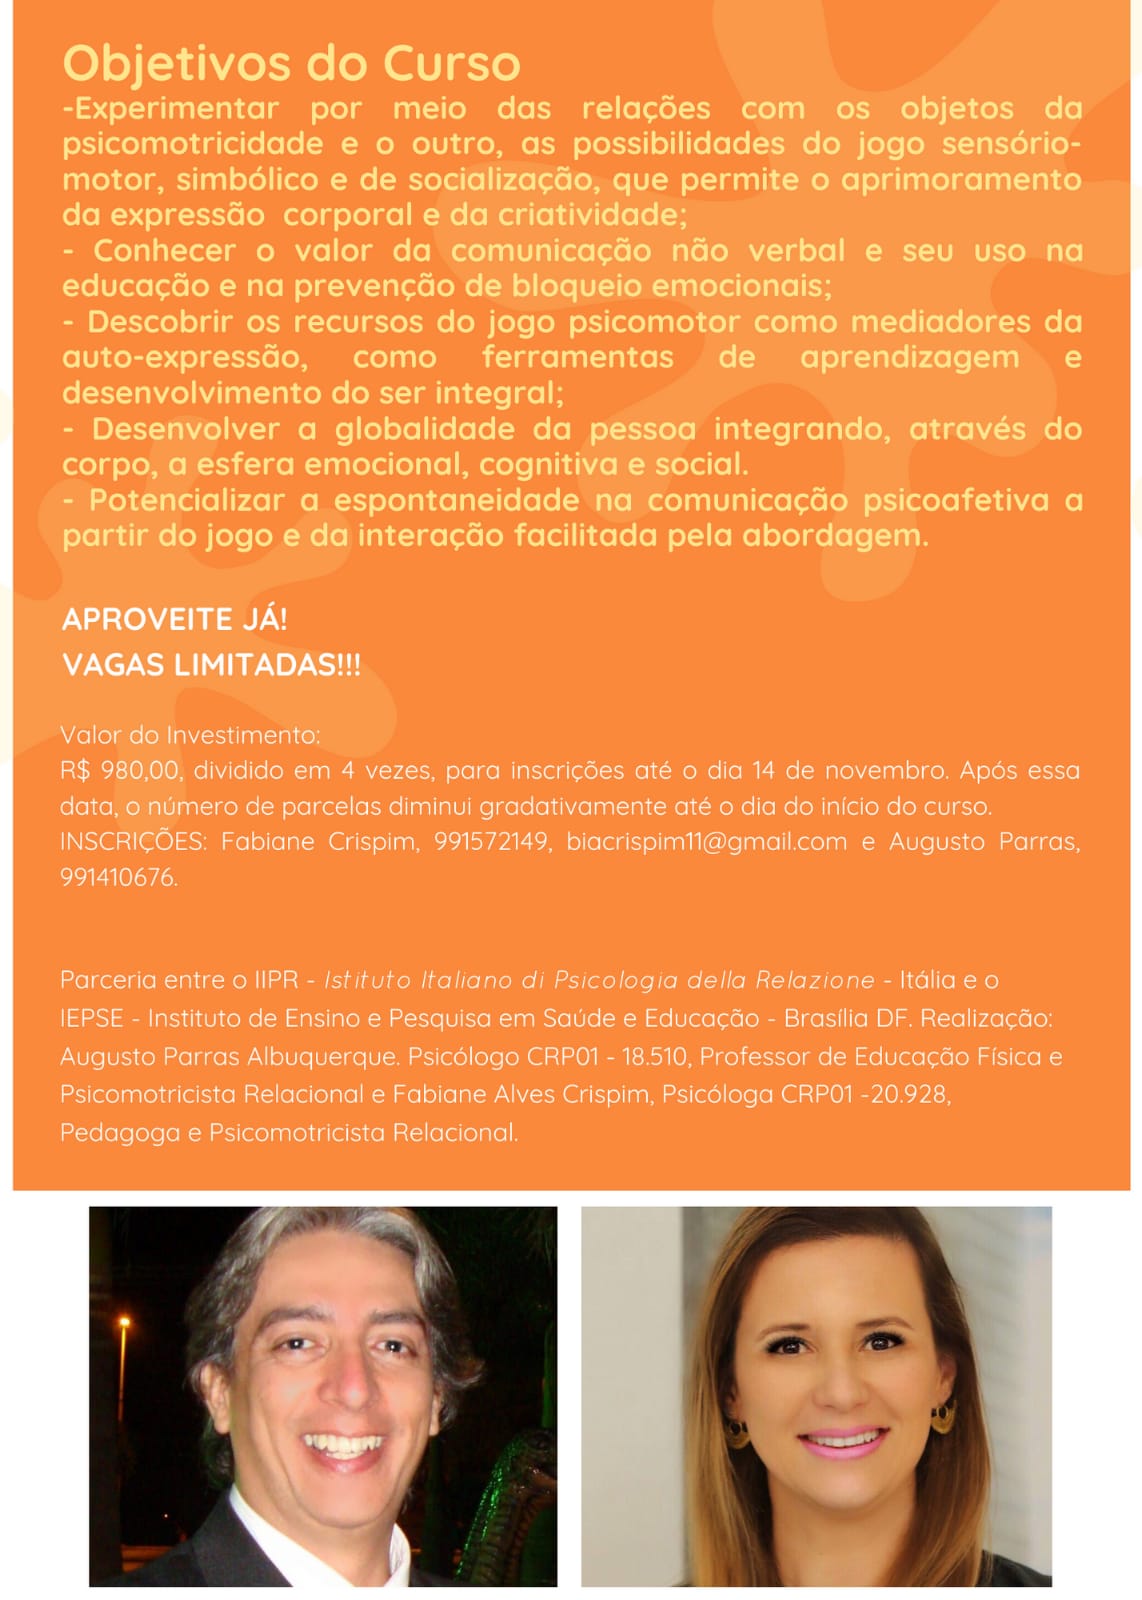 Objetivos do Curso
-Experimentar por meio das relações com os objetos da
psicomotricidade e o outro, as possibilidades do jogo sensório-
motor, simbólico e de socialização, que permite o aprimoramento
da expressão corporal e da criatividade;
- Conhecer o valor da comunicação não verbal e seu uso na
educação e na prevenção de bloqueio emocionais;
- Descobrir os recursos do jogo psicomotor como mediadores da
auto-expressão, como ferramentas de aprendizagem e
desenvolvimento do ser integral;
- Desenvolver a globalidade da pessoa integrando, através do
corpo, a esfera emocional, cognitiva e social.
- Potencializar a espontaneidade na comunicação psicoafetiva a
partir do jogo e da interação facilitada pela abordagem.
APROVEITE JÁ!
VAGAS LIMITADAS!!!
Valor do Investimento:
R$ 980,00, dividido em 4 vezes, para inscrições até o dia 14 de novembro. Após essa
data, o número de parcelas diminui gradativamente até o dia do início do curso.
INSCRIÇÕES: Fabiane Crispim, 991572149, biacrispim11@gmail.com e Augusto Parras,
991410676.
Parceria entre o IIPR - Istituto Italiano di Psicologia della Relazione - Itália e o
IEPSE - Instituto de Ensino e Pesquisa em Saúde e Educação - Brasília DF. Realização:
Augusto Parras Albuquerque. Psicólogo CRP01 - 18.510, Professor de Educação Física e
Psicomotricista Relacional e Fabiane Alves Crispim, Psicóloga CRP01 -20.928,
Pedagoga e Psicomotricista Relacional.